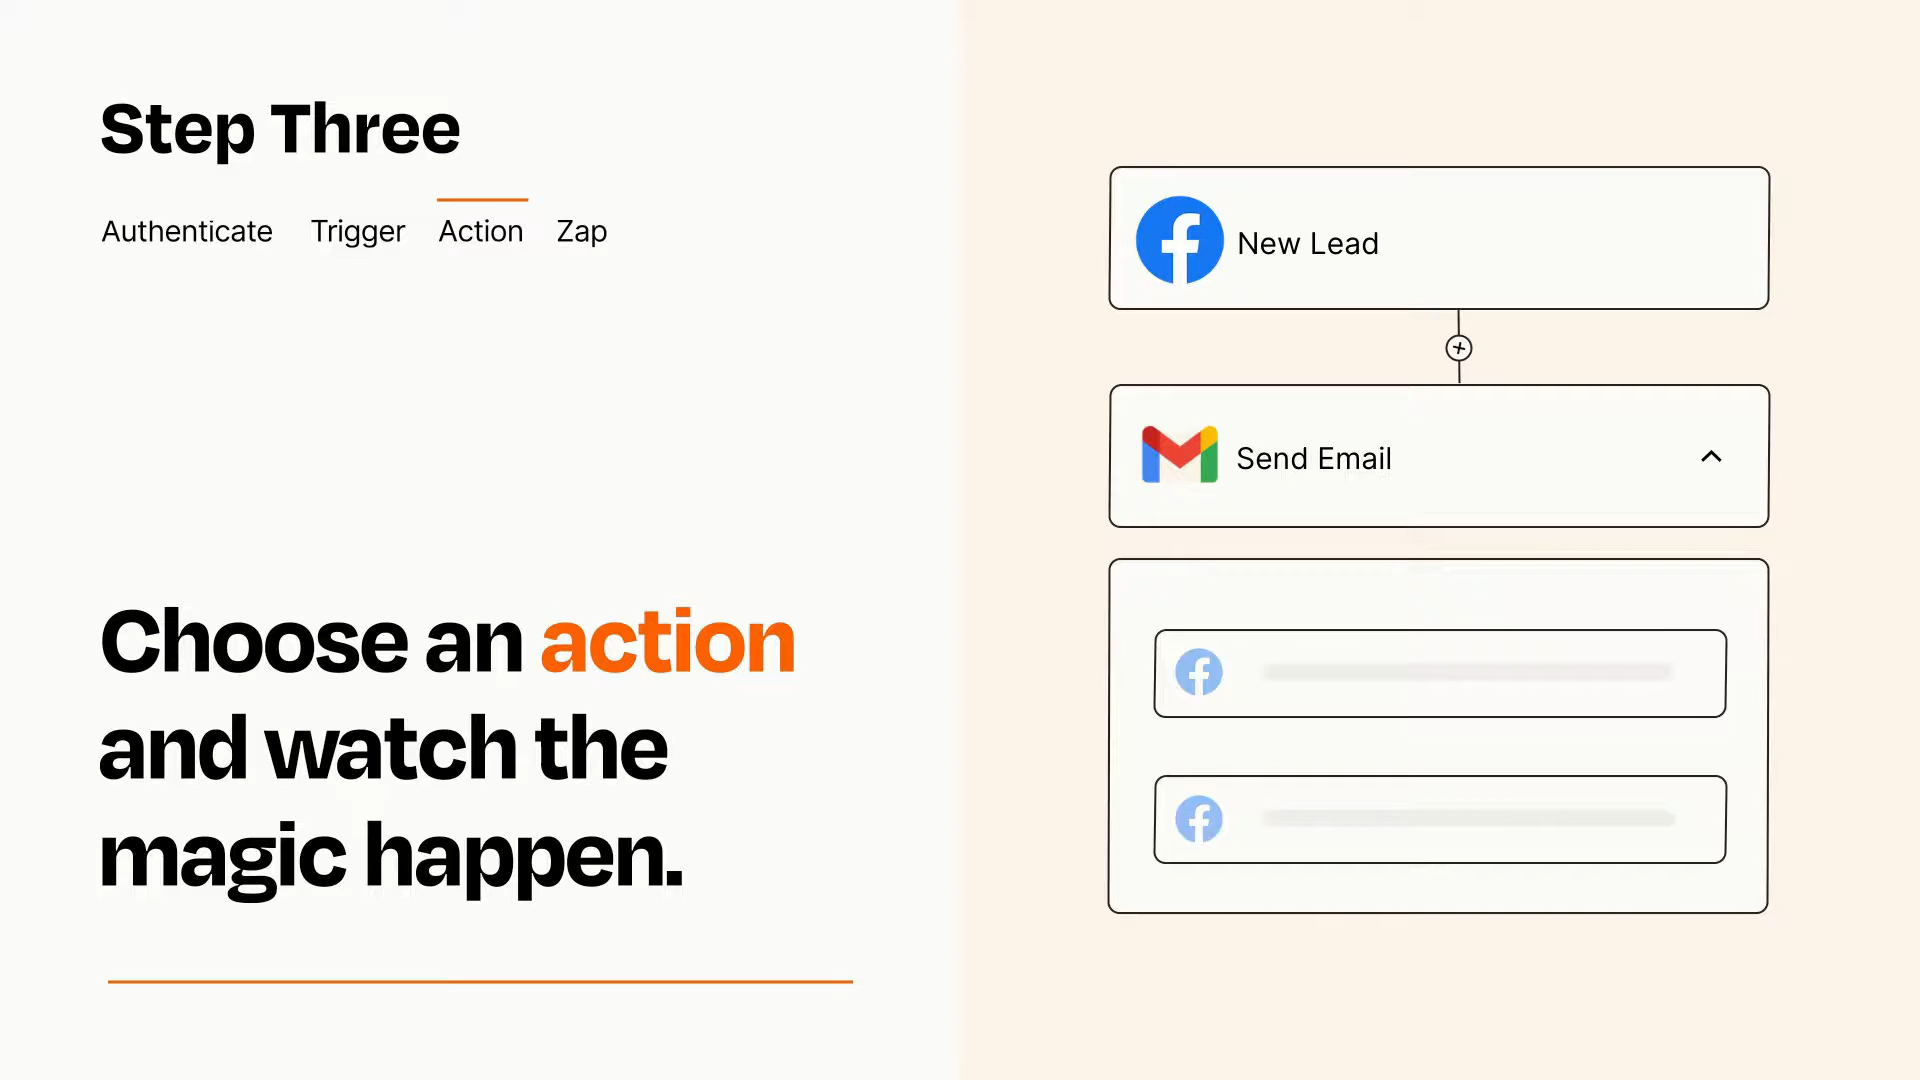 Step Three
Authenticate Trigger Action Zap
Choose an action
and watch the
magic happen.
New Lead
Send Email